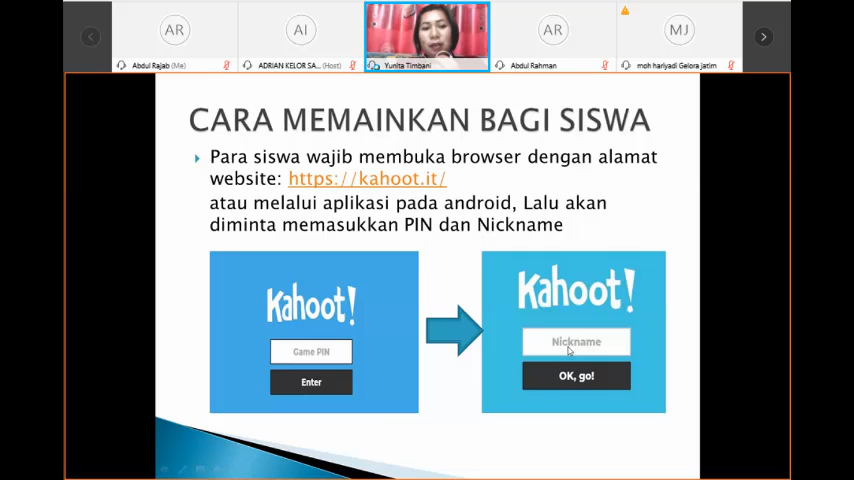 AR
AI
AR
MJ
Abdul Rajab (Me)
ADRIAN KELOR SA... (Host)
Yunita Timbani
Abdul Rahman
moh hariyadi Gelora jatim
CARA MEMAINKAN BAGI SISWA
Para siswa wajib membuka browser dengan alamat
website: https://kahoot.it/
atau melalui aplikasi pada android, Lalu akan
diminta memasukkan PIN dan Nickname
Kahoot!
Game PIN
Enter
Kahoot!
Nickname
OK, go!